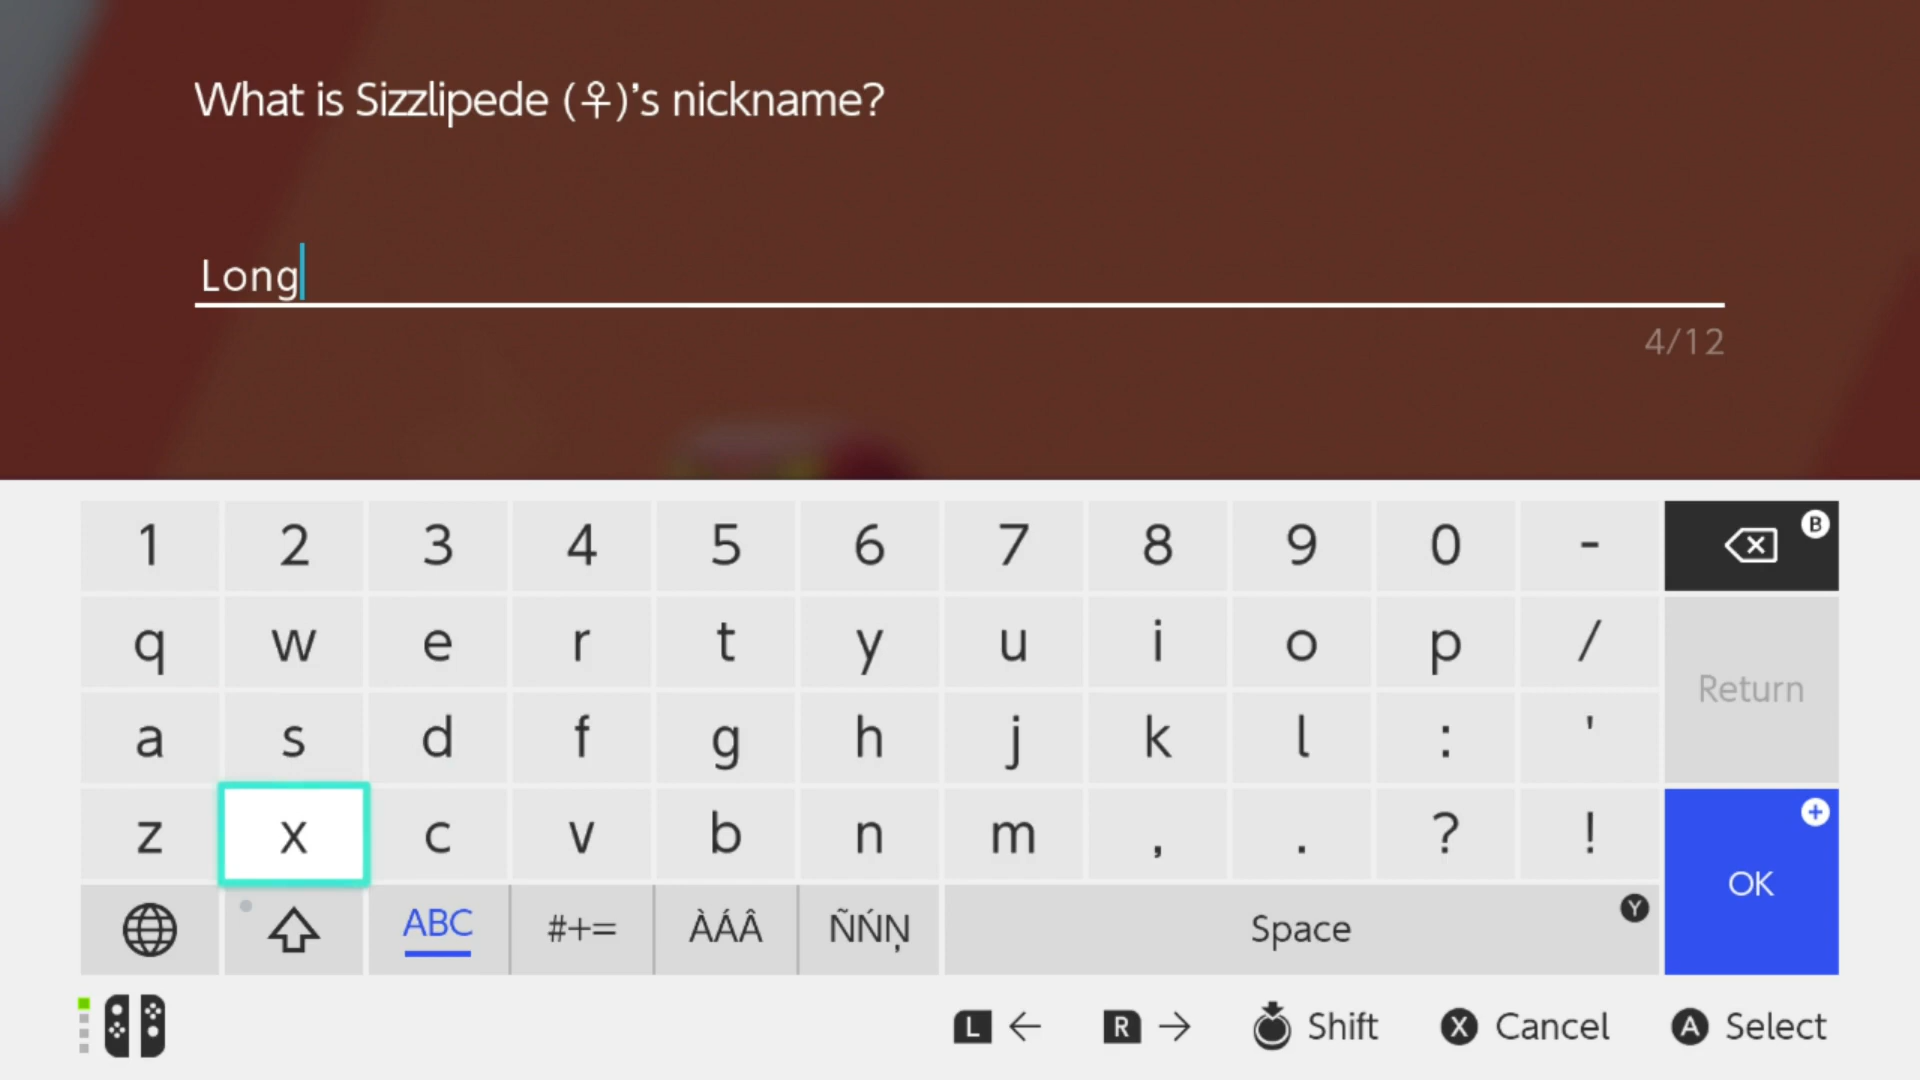 What is Sizzlipede (♀)'s nickname?
Long
4/12
1 2 3 4 5 6 7 8 9 0 - B
q w e r t y u i o p / Return
a s d f g h j k l : '
z x c v b n m , . ? ! OK
ABC #+= ÀÁÂ ÑŃŅ Space Y
L ← R → Shift X Cancel A Select